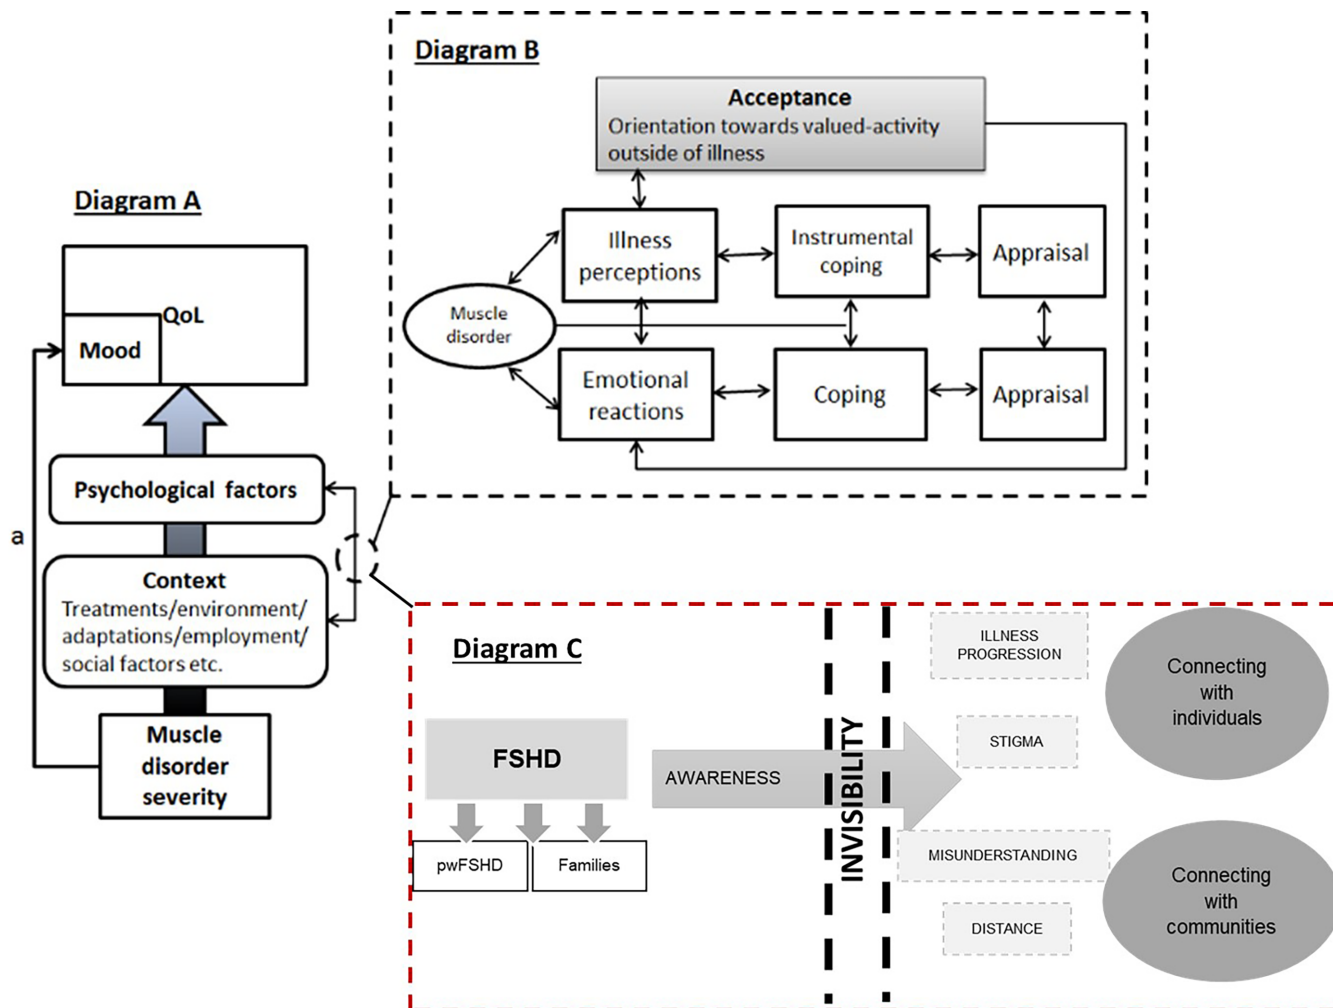 Diagram A
QoL
Mood
Psychological factors
a
Context
Treatments/environment/
adaptations/employment/
social factors etc.
Muscle
disorder
severity
Diagram B
Acceptance
Orientation towards valued-activity
outside of illness
Illness
perceptions
Instrumental
coping
Appraisal
Muscle
disorder
Emotional
reactions
Coping
Appraisal
Diagram C
FSHD
pwFSHD
Families
AWARENESS
INVISIBILITY
ILLNESS
PROGRESSION
STIGMA
MISUNDERSTANDING
DISTANCE
Connecting
with
individuals
Connecting
with
communities